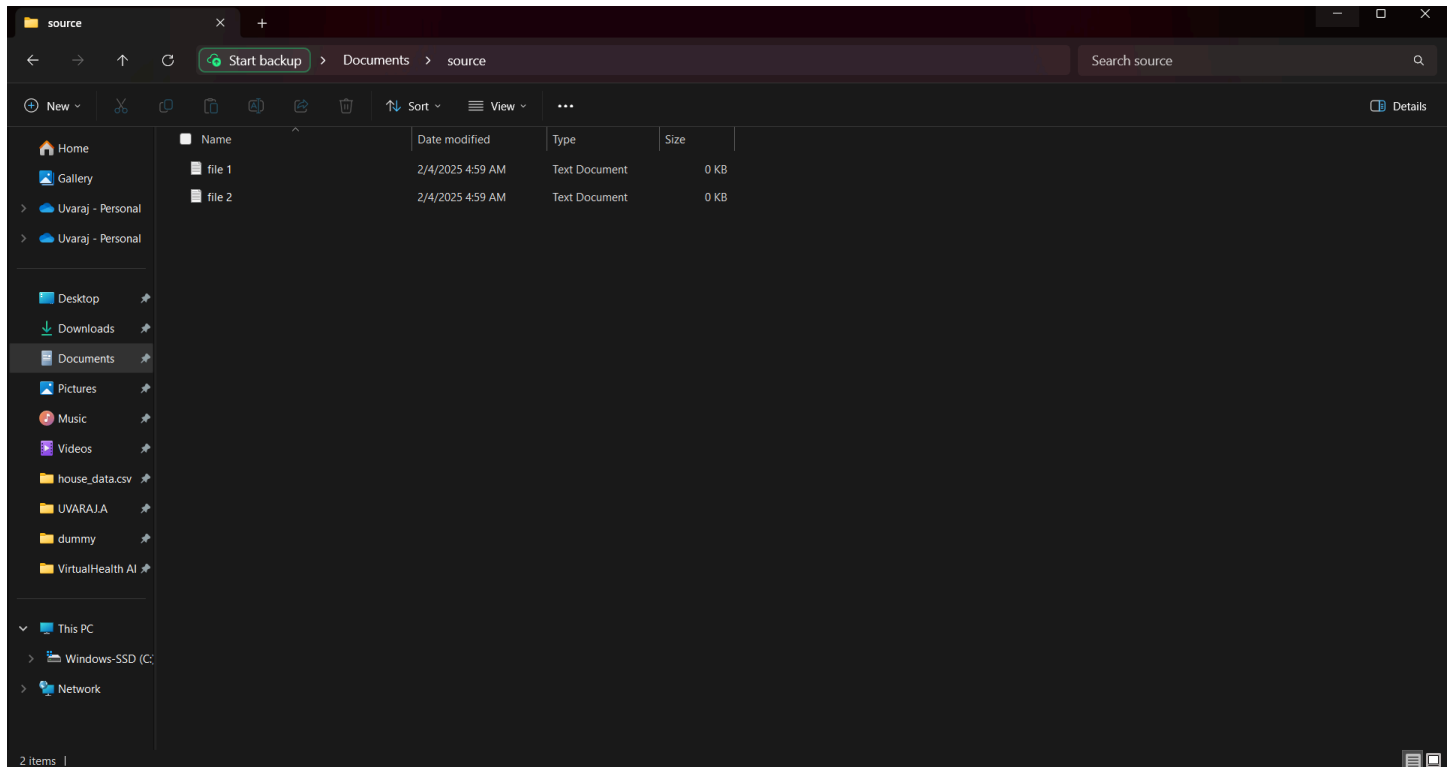 source
Start backup > Documents > source
Search source
New
Sort
View
Details
Name Date modified Type Size
file 1 2/4/2025 4:59 AM Text Document 0 KB
file 2 2/4/2025 4:59 AM Text Document 0 KB
Home
Gallery
Uvaraj - Personal
Uvaraj - Personal
Desktop
Downloads
Documents
Pictures
Music
Videos
house_data.csv
UVARAJ.A
dummy
VirtualHealth AI
This PC
Windows-SSD (C:
Network
2 items